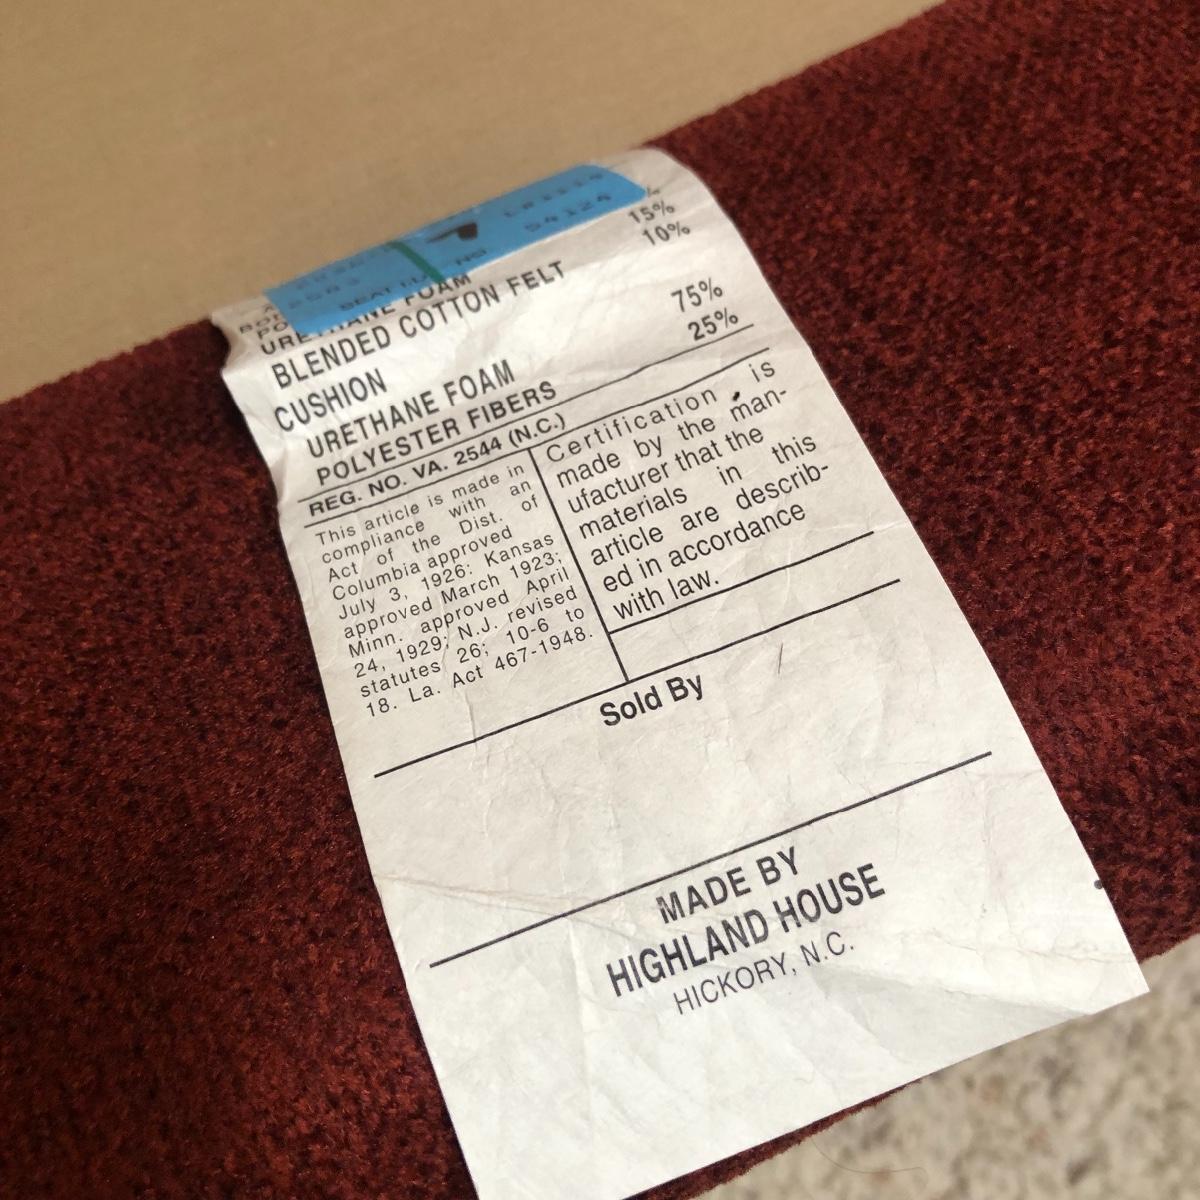 15%
10%
URETHANE FOAM
BLENDED COTTON FELT
CUSHION
URETHANE FOAM 75%
POLYESTER FIBERS 25%
REG. NO. VA. 2544 (N.C.)
This article is made in
compliance with an
Act of the Dist. of
Columbia approved
July 3, 1926: Kansas
approved March 1923;
Minn. approved April
24, 1929; N.J. revised
statutes 26; 10-6 to
18. La. Act 467-1948.
Certification is
made by the man-
ufacturer that the
materials in this
article are describ-
ed in accordance
with law.
Sold By
MADE BY
HIGHLAND HOUSE
HICKORY, N.C.